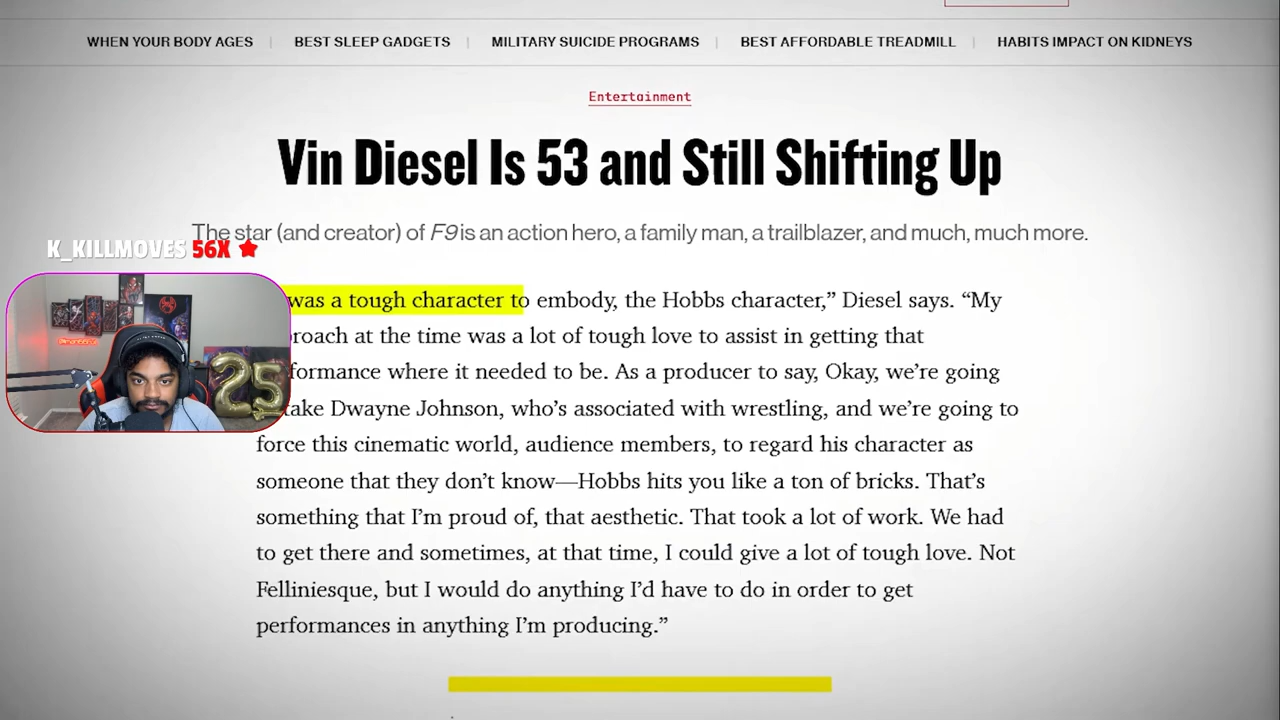 WHEN YOUR BODY AGES BEST SLEEP GADGETS MILITARY SUICIDE PROGRAMS BEST AFFORDABLE TREADMILL HABITS IMPACT ON KIDNEYS
Entertainment
Vin Diesel Is 53 and Still Shifting Up
The star (and creator) of F9 is an action hero, a family man, a trailblazer, and much, much more.
K_KILLMOVES 56X
was a tough character to embody, the Hobbs character,” Diesel says. “My
at the time was a lot of tough love to assist in getting that
where it needed to be. As a producer to say, Okay, we’re going
take Dwayne Johnson, who’s associated with wrestling, and we’re going to
force this cinematic world, audience members, to regard his character as
someone that they don’t know—Hobbs hits you like a ton of bricks. That’s
something that I’m proud of, that aesthetic. That took a lot of work. We had
to get there and sometimes, at that time, I could give a lot of tough love. Not
Felliniesque, but I would do anything I’d have to do in order to get
performances in anything I’m producing.”
25